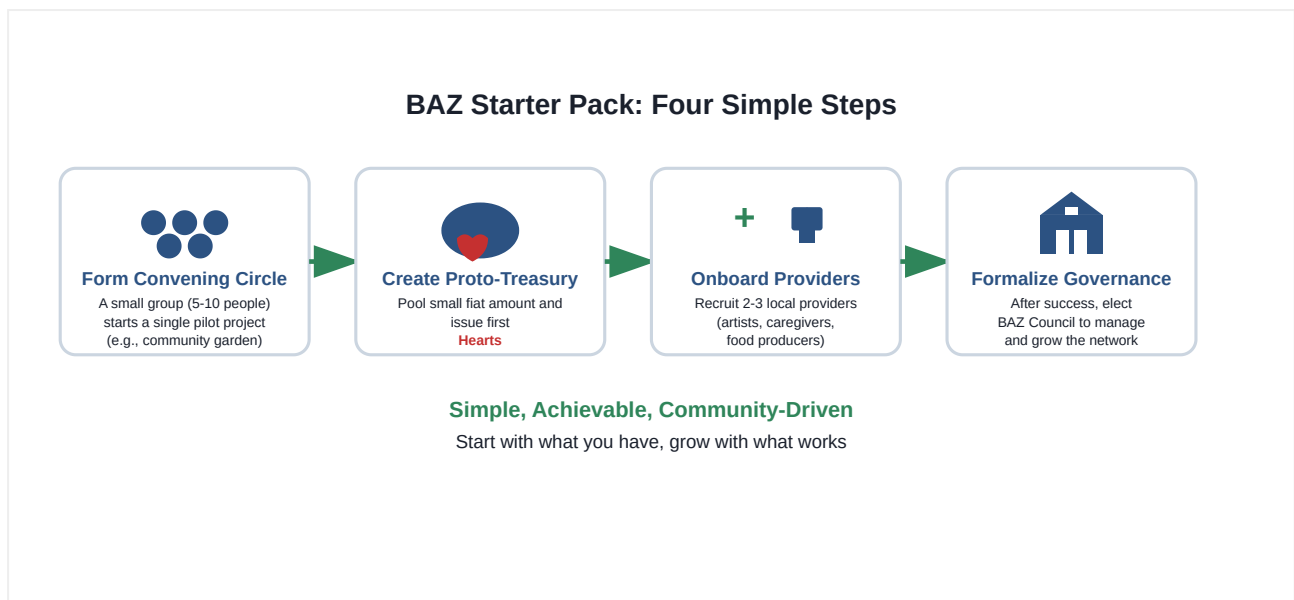 BAZ Starter Pack: Four Simple Steps
Form Convening Circle
A small group (5-10 people)
starts a single pilot project
(e.g., community garden)
Create Proto-Treasury
Pool small fiat amount and
issue first
Hearts
+
Onboard Providers
Recruit 2-3 local providers
(artists, caregivers,
food producers)
Formalize Governance
After success, elect
BAZ Council to manage
and grow the network
Simple, Achievable, Community-Driven
Start with what you have, grow with what works